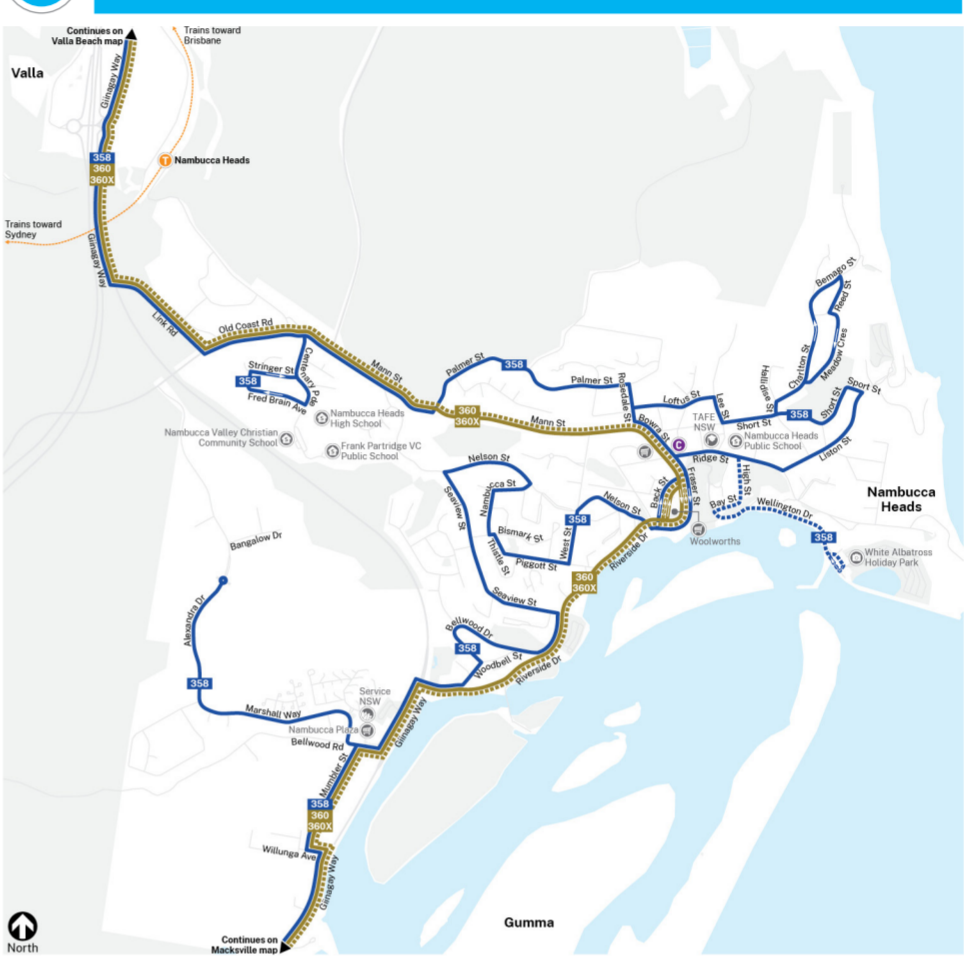 Continues on
Valla Beach map
Trains toward
Brisbane
Valla
Giinagay Way
358
360
360X
Nambucca Heads
Trains toward
Sydney
Giinagay Way
Link Rd
Old Coast Rd
Mann St
Centenary Pde
Stringer St
358
Fred Brain Ave
Nambucca Heads
High School
Nambucca Valley Christian
Community School
Frank Partridge VC
Public School
Palmer St
358
Palmer St
360
360X
Mann St
Rosedale St
Bowra St
Loftus St
Lee St
TAFE
NSW
C
Nambucca Heads
Public School
Ridge St
Short St
Hallidise St
358
Charlton St
Bemago St
Reed St
Meadow Cres
Short St
Sport St
Liston St
High St
Bay St
Wellington Dr
358
White Albatross
Holiday Park
Nambucca
Heads
Fraser St
Back St
Woolworths
Riverside Dr
Nelson St
358
Nelson St
Nambucca St
Seaview St
Bismark St
Thistle St
Piggott St
West St
360
360X
Seaview St
Bellwood Dr
358
Woodbell St
Riverside Dr
Bangalow Dr
Alexandra Dr
358
Marshall Way
Service
NSW
Nambucca Plaza
Bellwood Rd
Giinagay Way
Mumbler St
358
360
360X
Willunga Ave
Giinagay Way
Continues on
Macksville map
Gumma
North
T